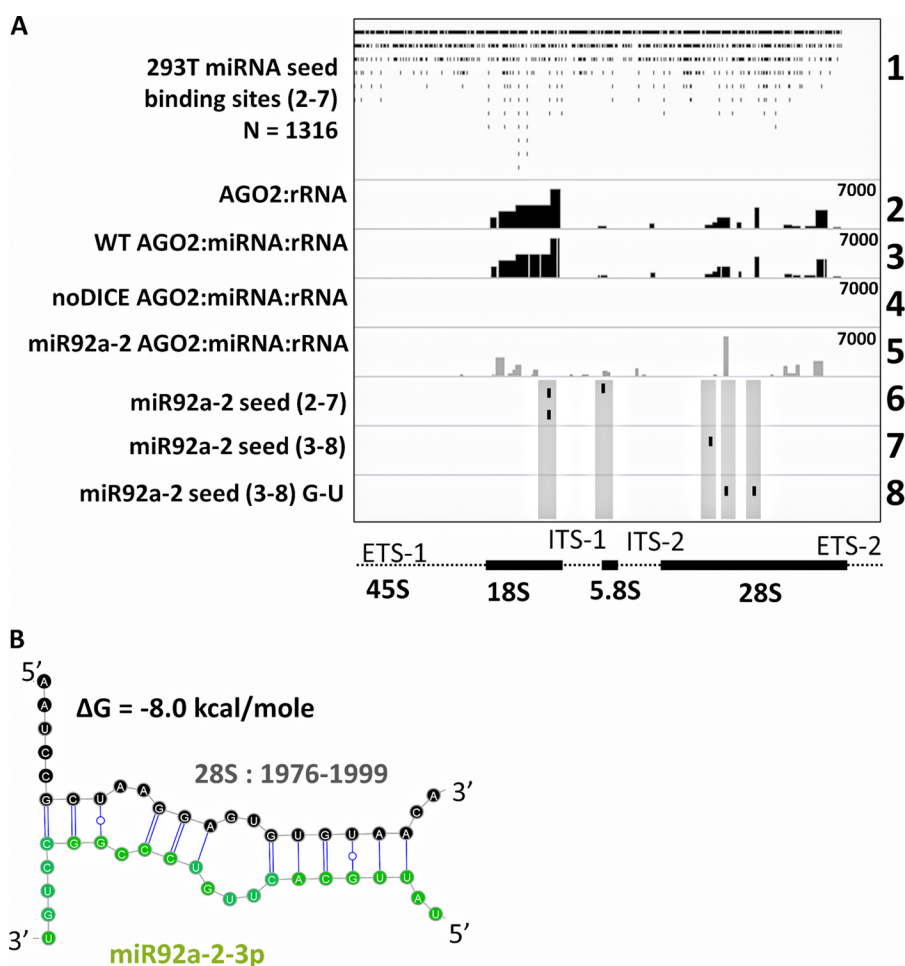 A
293T miRNA seed
binding sites (2-7)
N = 1316
1
AGO2:rRNA
7000
2
WT AGO2:miRNA:rRNA
7000
3
noDICE AGO2:miRNA:rRNA
7000
4
miR92a-2 AGO2:miRNA:rRNA
7000
5
miR92a-2 seed (2-7)
6
miR92a-2 seed (3-8)
7
miR92a-2 seed (3-8) G-U
8
ETS-1 ITS-1 ITS-2 ETS-2
45S 18S 5.8S 28S
B
5′
ΔG = -8.0 kcal/mole
28S : 1976-1999
A A U C C G C U A A G G A G U G U G U A A C A
3′
C G G C C C U G U U C A C G U U A U
C U G U
5′
3′
miR92a-2-3p